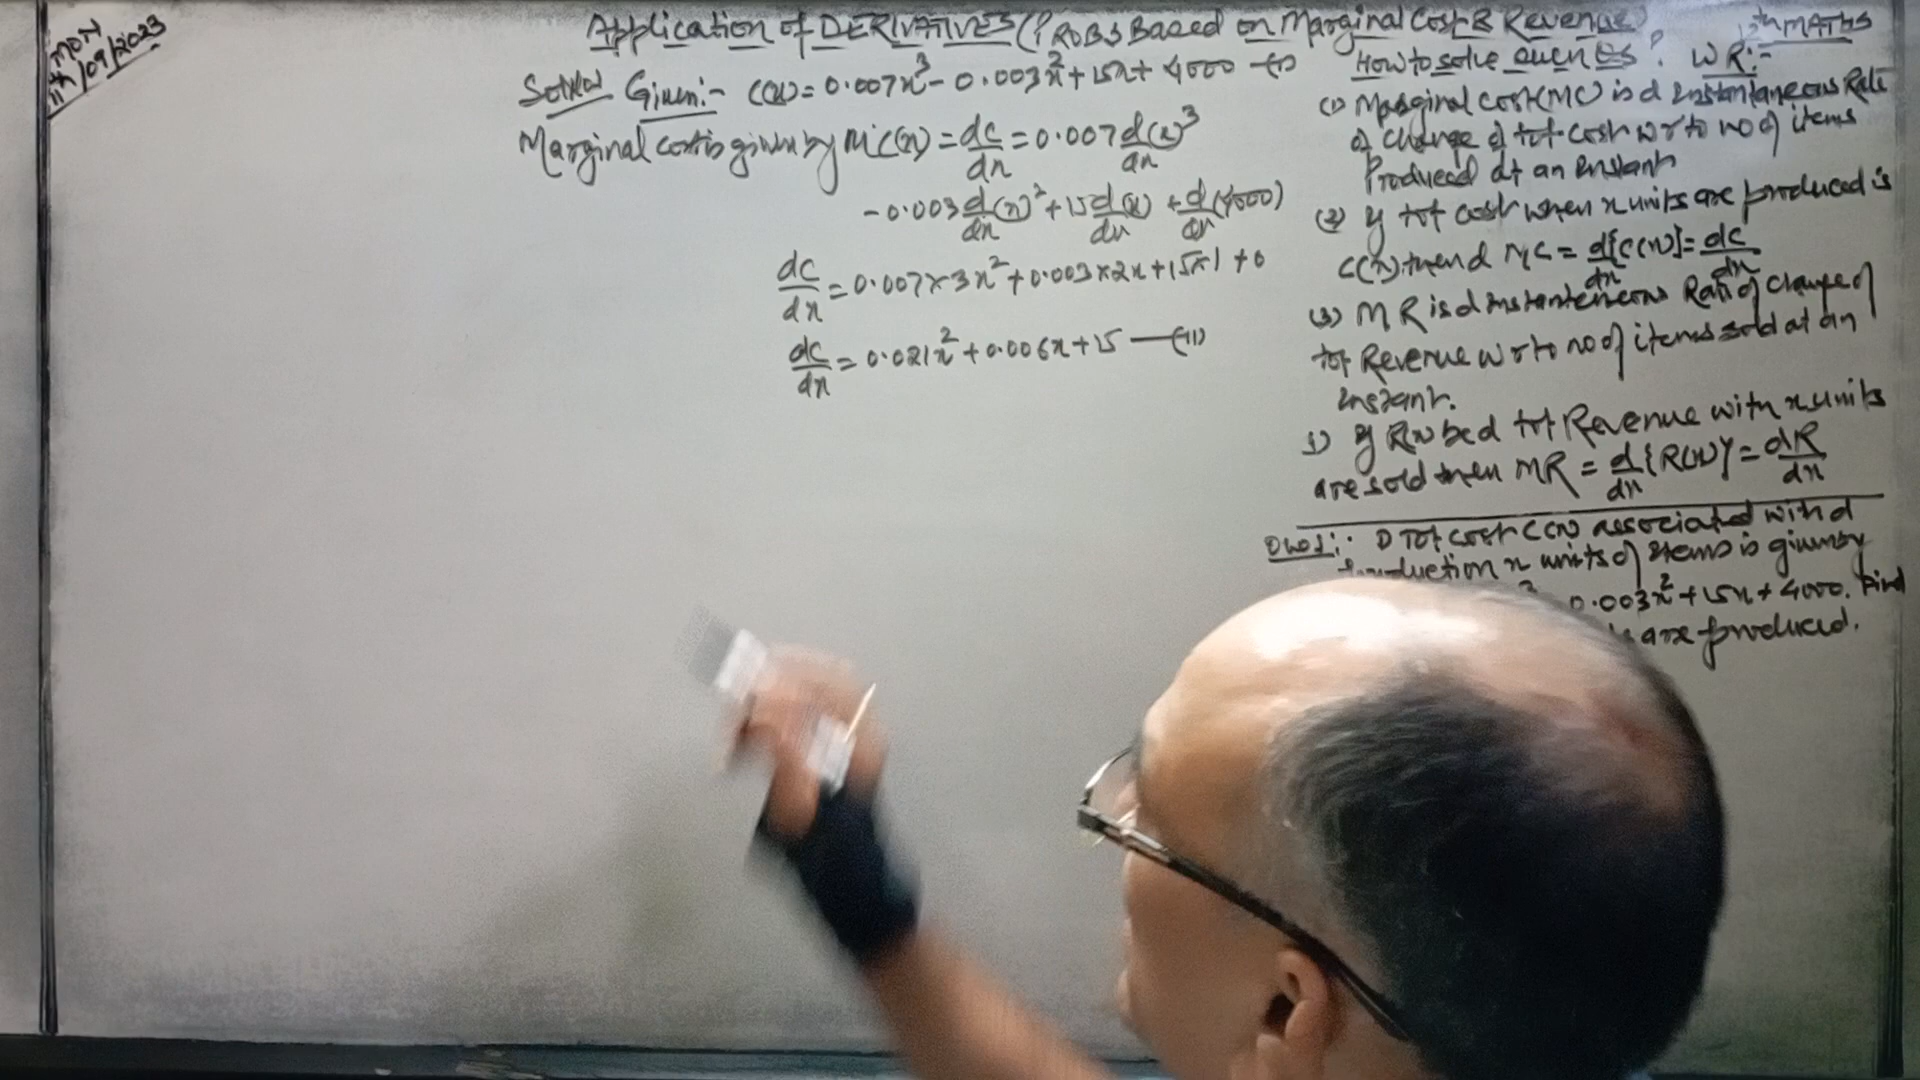 MON
11th/09/2023
Application of DERIVATIVES (PROBS Based on Marginal Cost & Revenue)
12th MATHS
Soln Given:- C(x) = 0.007x³ - 0.003x² + 15x + 4000 —(i)
Marginal cost is given by MC(x) = dc/dx = 0.007 d/dx (x)³
- 0.003 d/dx (x)² + 15 d/dx (x) + d/dx (4000)
dc/dx = 0.007 × 3x² + 0.003 × 2x + 15×1 + 0
dc/dx = 0.021x² + 0.006x + 15 —(ii)
How to solve such Qs? WR:-
(1) Marginal cost (MC) is d instantaneous Rate
of change of tot cost w r to no of items
Produced at an instant
(2) If tot cost when x units are produced is
C(x) then d MC = d/dx [C(x)] = dc/dx
(3) MR is d instanteneous Rate of change of
tot Revenue w r to no of items sold at an
instant.
If R(x) be d tot Revenue with x units
are sold then MR = d/dx {R(x)} = dR/dx
D tot cost C(x) associated with d
production x units of items is given by
0.003x² + 15x + 4000. Find
are produced.